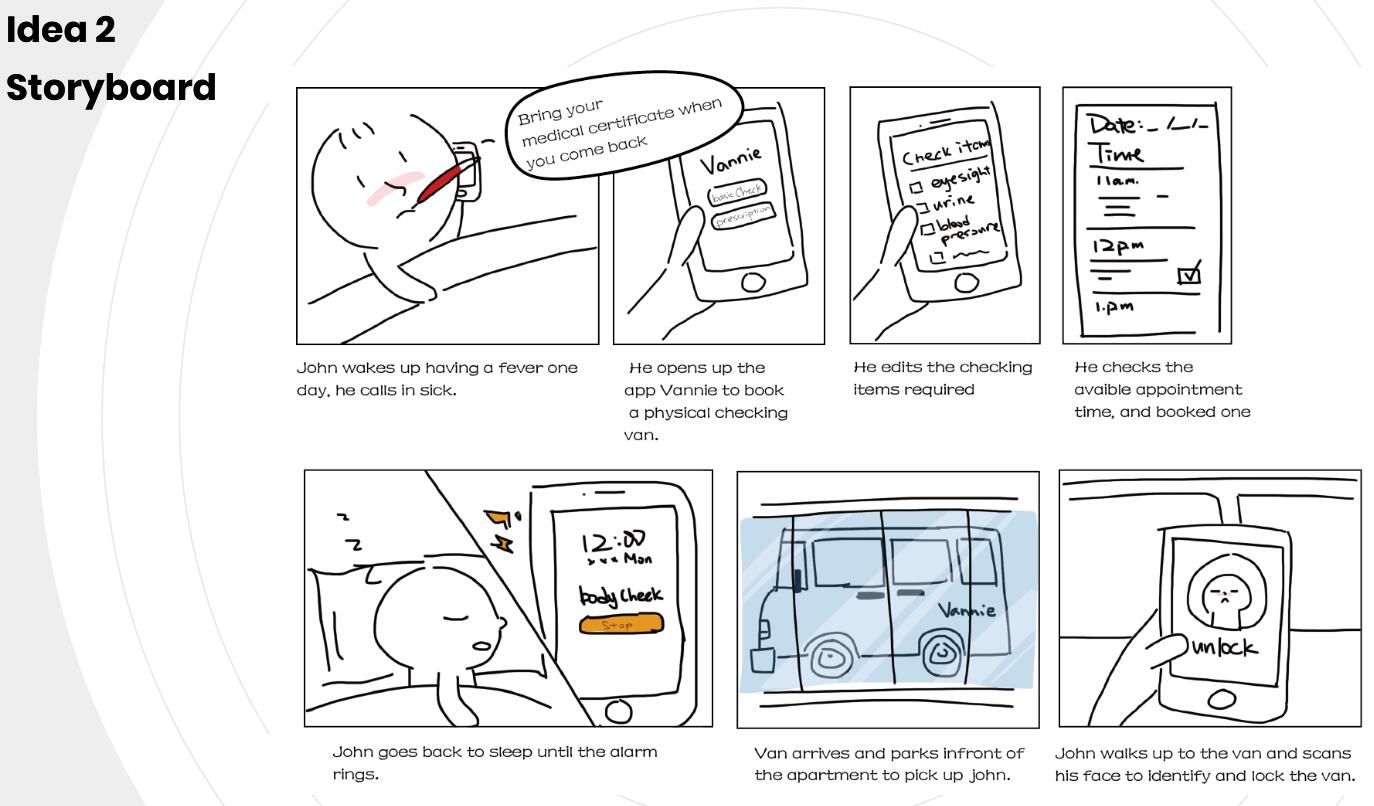 Idea 2
Storyboard
Bring your
medical certificate when
you come back
Vannie
basic Check
prescription
Check item
eyesight
urine
blood
pressure
Date:_ /_/_
Time
11am.
12pm
1.pm
John wakes up having a fever one
day, he calls in sick.
He opens up the
app Vannie to book
a physical checking
van.
He edits the checking
items required
He checks the
avaible appointment
time, and booked one
z
z
12:00
Mon
body Check
Stop
Vannie
unlock
John goes back to sleep until the alarm
rings.
Van arrives and parks infront of
the apartment to pick up john.
John walks up to the van and scans
his face to identify and lock the van.